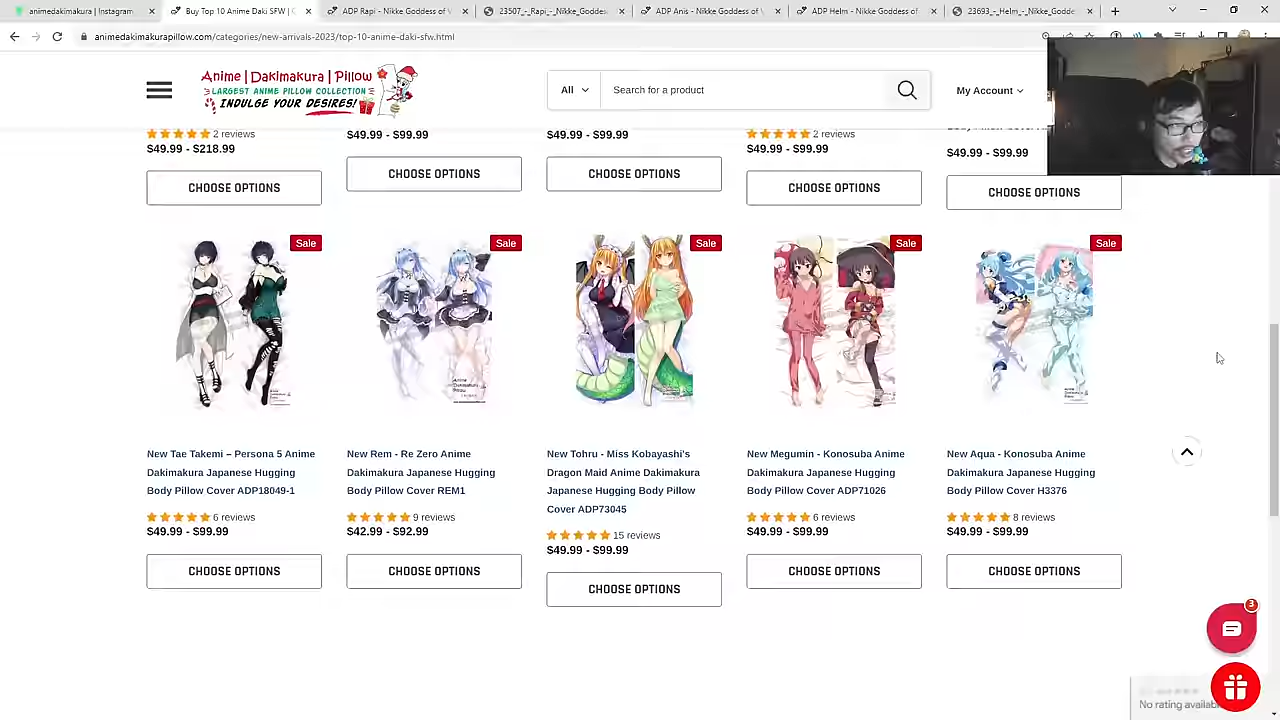 animedakimakurapillow | Instagram
Buy Top 10 Anime Daki SFW |
ADP Rapi - Nikke Goddess of V
23507_-_Rapi_-_Nikke_Goddes
ADP Anis - Nikke Goddess of V
ADP Helm - Nikke Goddess of
23693_-_Helm_-_Nikke_Godde
animedakimakurapillow.com/categories/new-arrivals-2023/top-10-anime-daki-sfw.html
Anime | Dakimakura | Pillow
LARGEST ANIME PILLOW COLLECTION
INDULGE YOUR DESIRES!
All
Search for a product
My Account
2 reviews
$49.99 - $218.99
CHOOSE OPTIONS
$49.99 - $99.99
CHOOSE OPTIONS
$49.99 - $99.99
CHOOSE OPTIONS
2 reviews
$49.99 - $99.99
CHOOSE OPTIONS
$49.99 - $99.99
CHOOSE OPTIONS
Sale
Sale
Sale
Sale
Sale
New Tae Takemi – Persona 5 Anime
Dakimakura Japanese Hugging
Body Pillow Cover ADP18049-1
6 reviews
$49.99 - $99.99
CHOOSE OPTIONS
New Rem - Re Zero Anime
Dakimakura Japanese Hugging
Body Pillow Cover REM1
9 reviews
$42.99 - $92.99
CHOOSE OPTIONS
New Tohru - Miss Kobayashi's
Dragon Maid Anime Dakimakura
Japanese Hugging Body Pillow
Cover ADP73045
15 reviews
$49.99 - $99.99
CHOOSE OPTIONS
New Megumin - Konosuba Anime
Dakimakura Japanese Hugging
Body Pillow Cover ADP71026
6 reviews
$49.99 - $99.99
CHOOSE OPTIONS
New Aqua - Konosuba Anime
Dakimakura Japanese Hugging
Body Pillow Cover H3376
8 reviews
$49.99 - $99.99
CHOOSE OPTIONS
3
No rating availab